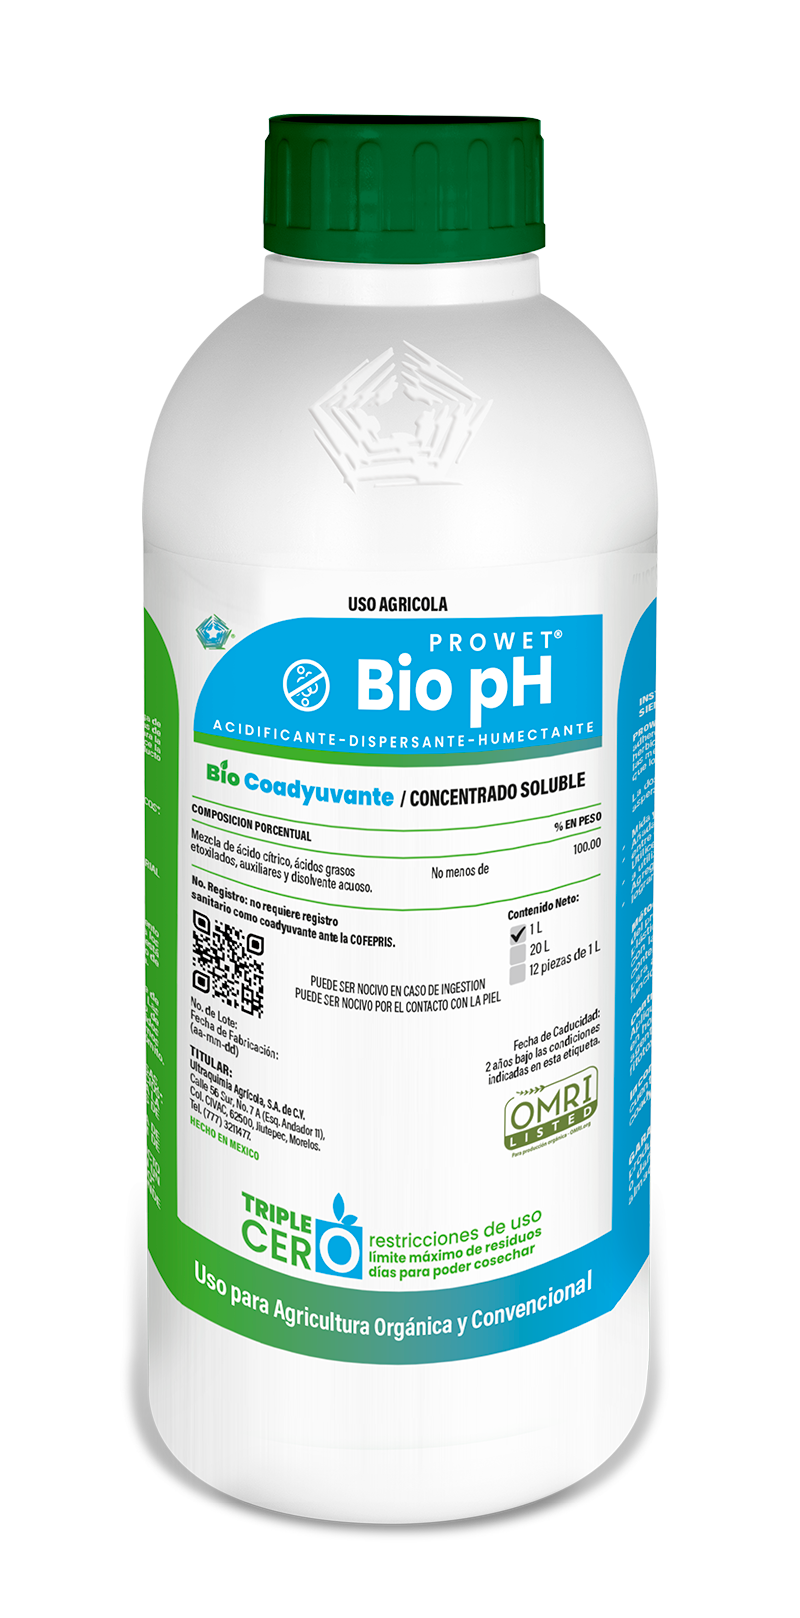 USO AGRICOLA
PROWET®
Bio pH
ACIDIFICANTE-DISPERSANTE-HUMECTANTE
Bio Coadyuvante / CONCENTRADO SOLUBLE
COMPOSICION PORCENTUAL
% EN PESO
Mezcla de ácido cítrico, ácidos grasos
etoxilados, auxiliares y disolvente acuoso.
No menos de
100.00
No. Registro: no requiere registro
sanitario como coadyuvante ante la COFEPRIS.
Contenido Neto:
1 L
20 L
12 piezas de 1 L
PUEDE SER NOCIVO EN CASO DE INGESTION
PUEDE SER NOCIVO POR EL CONTACTO CON LA PIEL
No. de Lote:
Fecha de Fabricación:
(aa-mm-dd)
Fecha de Caducidad:
2 años bajo las condiciones
indicadas en esta etiqueta.
TITULAR:
Ultraquimia Agrícola, S.A. de C.V.
Calle 56 Sur, No. 7 A (Esq. Andador 11),
Col. CIVAC, 62500, Jiutepec, Morelos.
Tel. (777) 3211477.
HECHO EN MEXICO
OMRI
LISTED
Para producción orgánica · OMRI.org
TRIPLE
CERO
restricciones de uso
límite máximo de residuos
días para poder cosechar
Uso para Agricultura Orgánica y Convencional